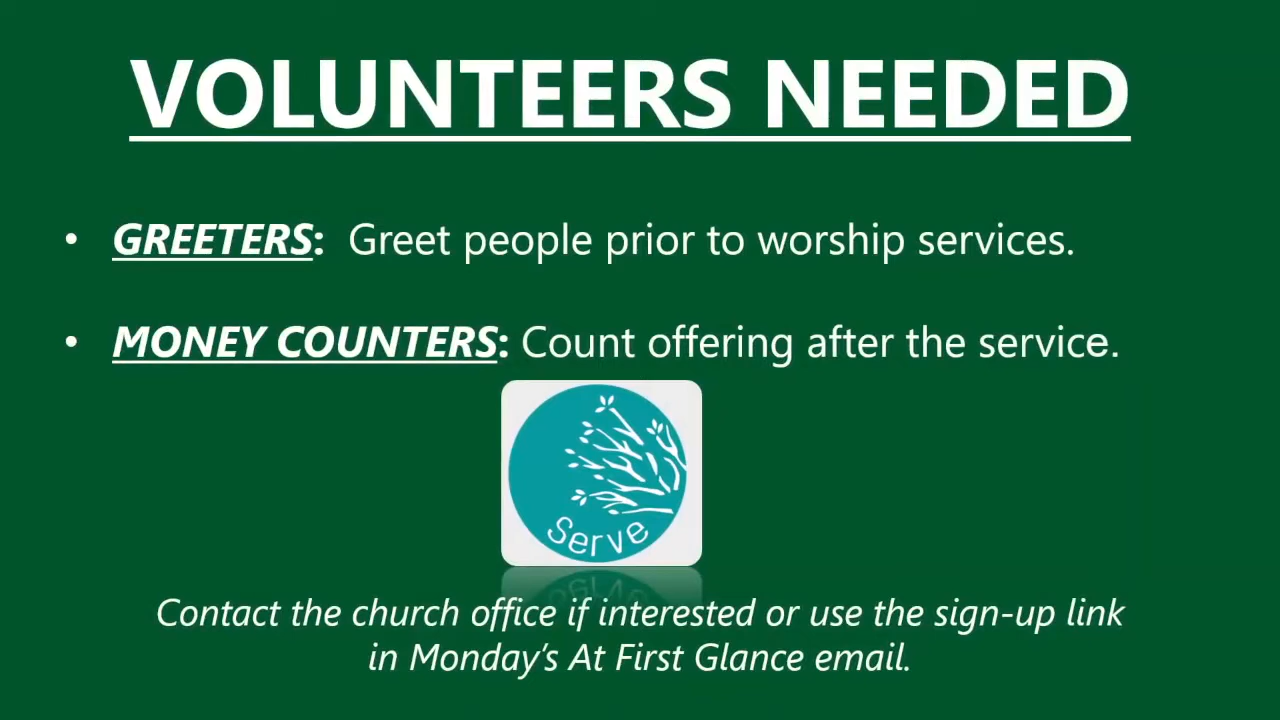 VOLUNTEERS NEEDED
• GREETERS: Greet people prior to worship services.
• MONEY COUNTERS: Count offering after the service.
Serve
Contact the church office if interested or use the sign-up link
in Monday's At First Glance email.